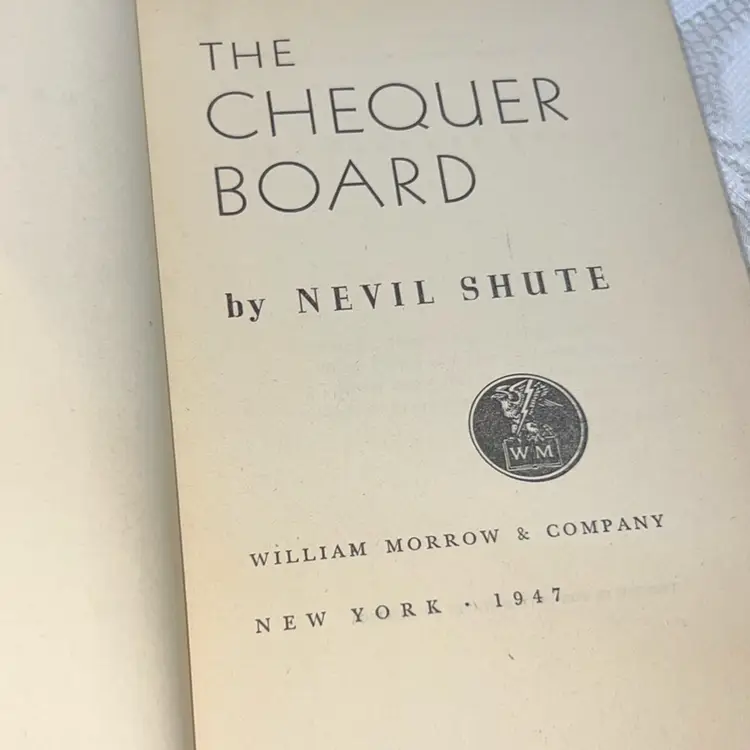 THE
CHEQUER
BOARD
by NEVIL SHUTE
WM
WILLIAM MORROW & COMPANY
NEW YORK · 1947